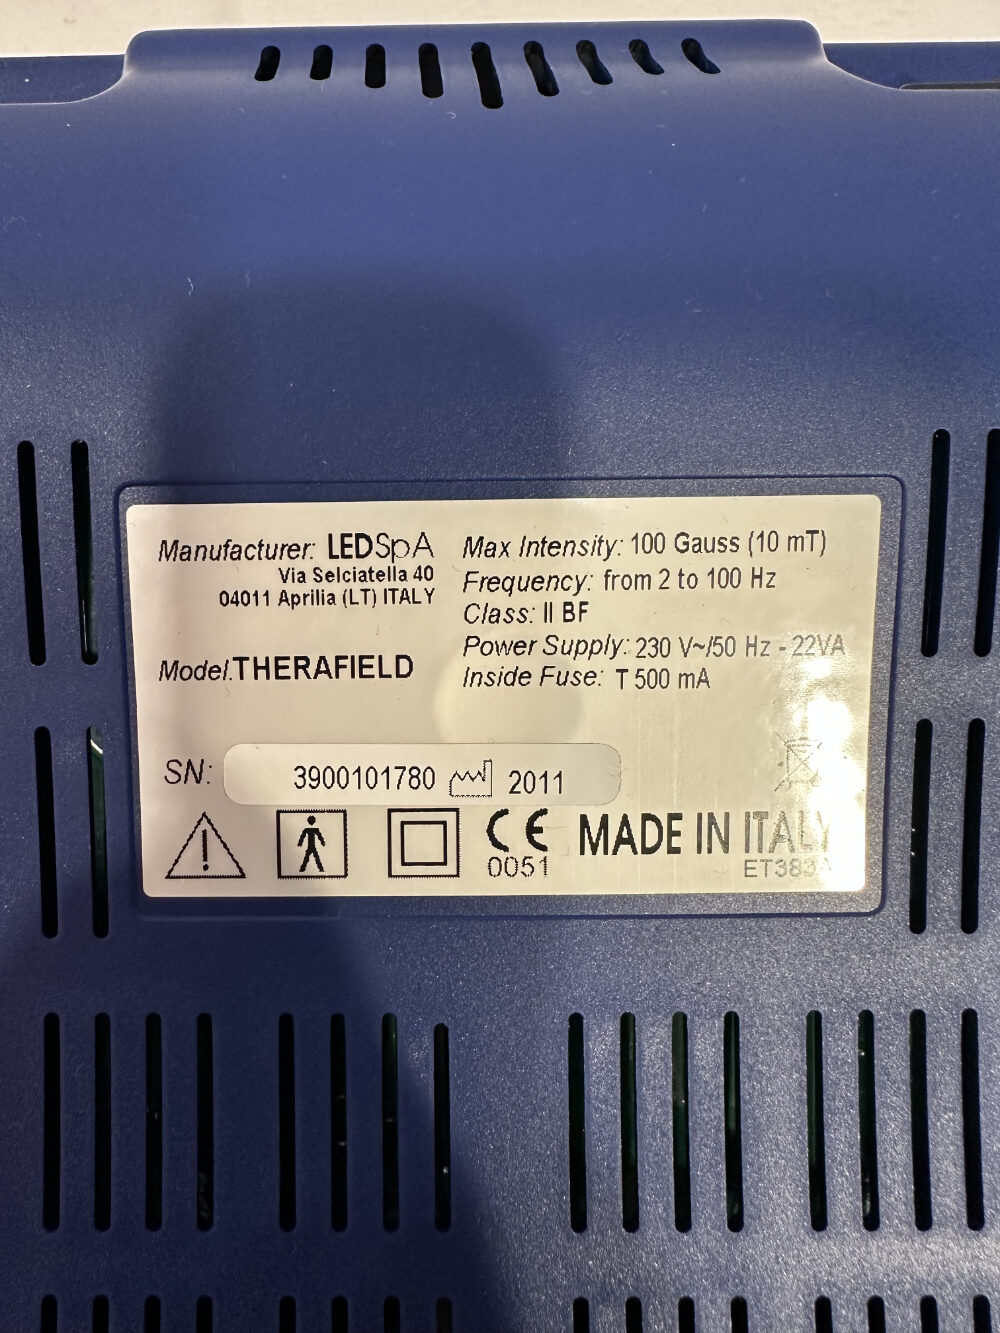 Manufacturer: LEDSpA
Via Selciatella 40
04011 Aprilia (LT) ITALY
Model:THERAFIELD
Max Intensity: 100 Gauss (10 mT)
Frequency: from 2 to 100 Hz
Class: II BF
Power Supply: 230 V~/50 Hz - 22VA
Inside Fuse: T 500 mA
SN: 3900101780 2011
CE 0051 MADE IN ITALY